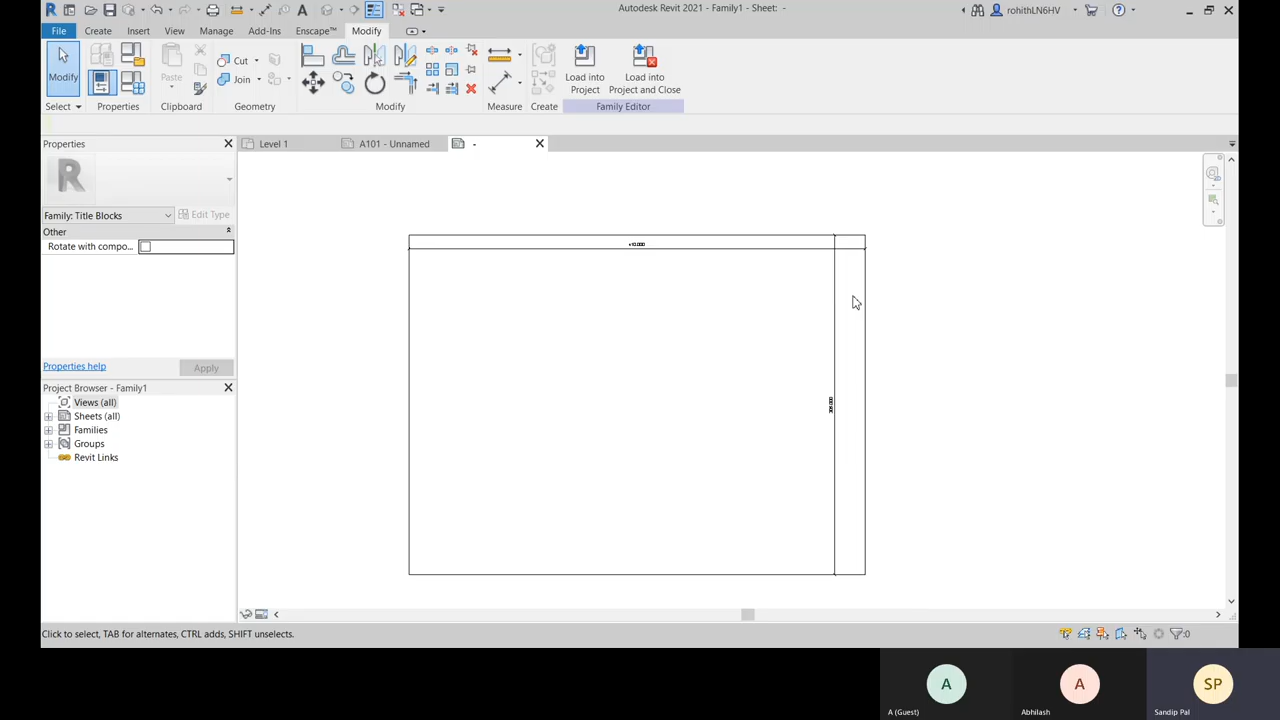 Autodesk Revit 2021 - Family1 - Sheet: -
rohithLN6HV
File Create Insert View Manage Add-Ins Enscape™ Modify
Modify
Paste
Cut
Join
Load into
Project
Load into
Project and Close
Select Properties Clipboard Geometry Modify Measure Create Family Editor
Properties
Level 1
A101 - Unnamed
-
Family: Title Blocks
Edit Type
Other
Rotate with compo...
Properties help
Apply
Project Browser - Family1
Views (all)
Sheets (all)
Families
Groups
Revit Links
Click to select, TAB for alternates, CTRL adds, SHIFT unselects.
:0
A
A
SP
A (Guest)
Abhilash
Sandip Pal